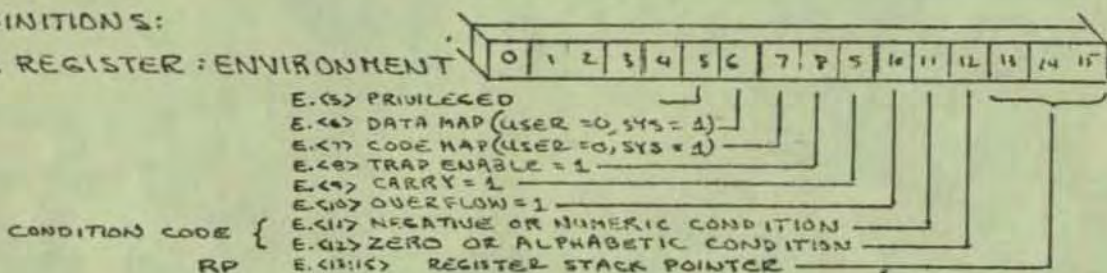 INITIONS:
REGISTER : ENVIRONMENT
0 1 2 3 4 5 6 7 8 9 10 11 12 13 14 15
E.<5> PRIVILEGED
E.<6> DATA MAP (USER =0, SYS = 1)
E.<7> CODE MAP (USER =0, SYS = 1)
E.<8> TRAP ENABLE = 1
E.<9> CARRY = 1
E.<10> OVERFLOW = 1
CONDITION CODE { E.<11> NEGATIVE OR NUMERIC CONDITION
E.<12> ZERO OR ALPHABETIC CONDITION
RP E.<13:15> REGISTER STACK POINTER